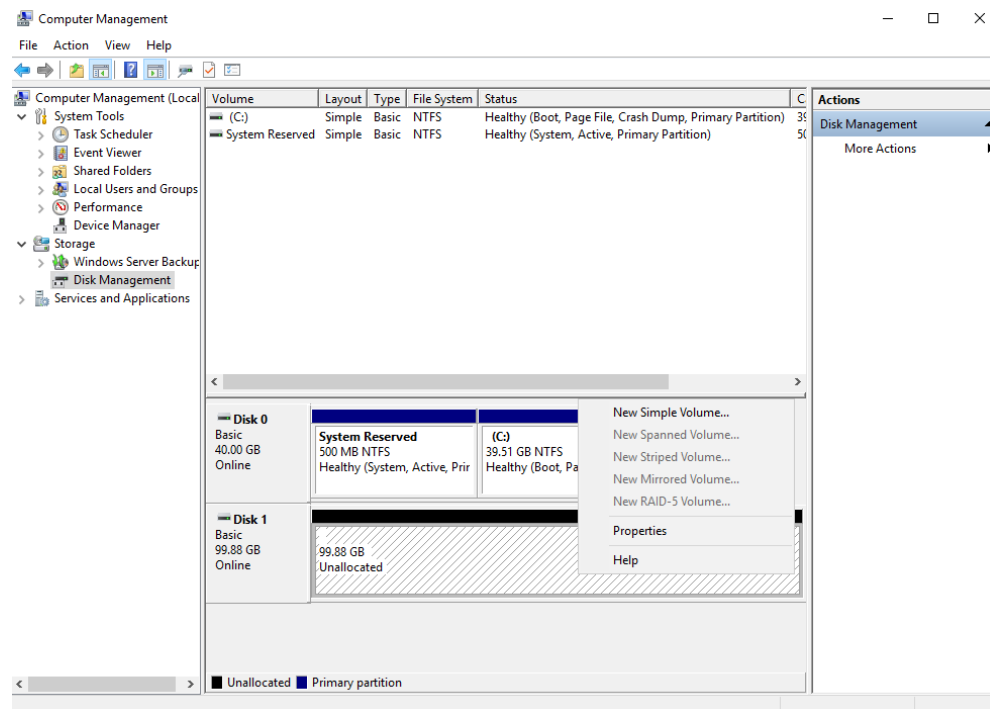 Computer Management
File Action View Help
Computer Management (Local
System Tools
Task Scheduler
Event Viewer
Shared Folders
Local Users and Groups
Performance
Device Manager
Storage
Windows Server Backup
Disk Management
Services and Applications
Volume Layout Type File System Status C
(C:) Simple Basic NTFS Healthy (Boot, Page File, Crash Dump, Primary Partition) 39
System Reserved Simple Basic NTFS Healthy (System, Active, Primary Partition) 50
Disk 0
Basic
40.00 GB
Online
System Reserved
500 MB NTFS
Healthy (System, Active, Prir
(C:)
39.51 GB NTFS
Healthy (Boot, Pa
New Simple Volume...
New Spanned Volume...
New Striped Volume...
New Mirrored Volume...
New RAID-5 Volume...
Properties
Help
Disk 1
Basic
99.88 GB
Online
99.88 GB
Unallocated
Unallocated Primary partition
Actions
Disk Management
More Actions